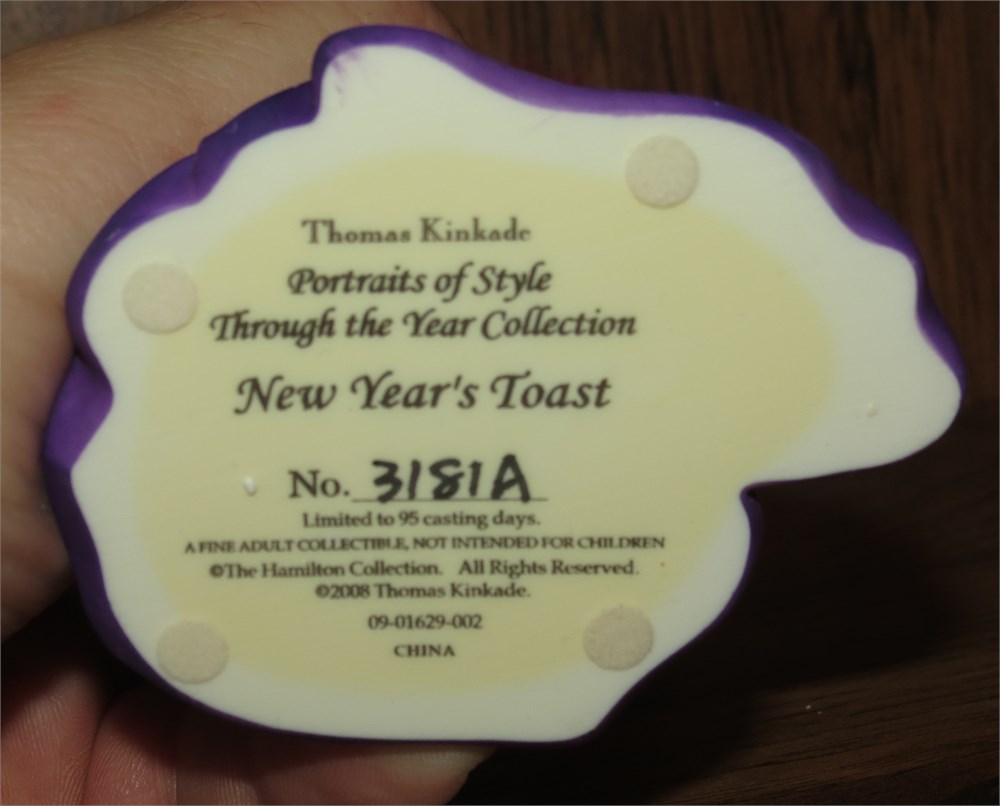 Thomas Kinkade
Portraits of Style
Through the Year Collection
New Year's Toast
No. 3181A
Limited to 95 casting days.
A FINE ADULT COLLECTIBLE, NOT INTENDED FOR CHILDREN
©The Hamilton Collection. All Rights Reserved.
©2008 Thomas Kinkade.
09-01629-002
CHINA